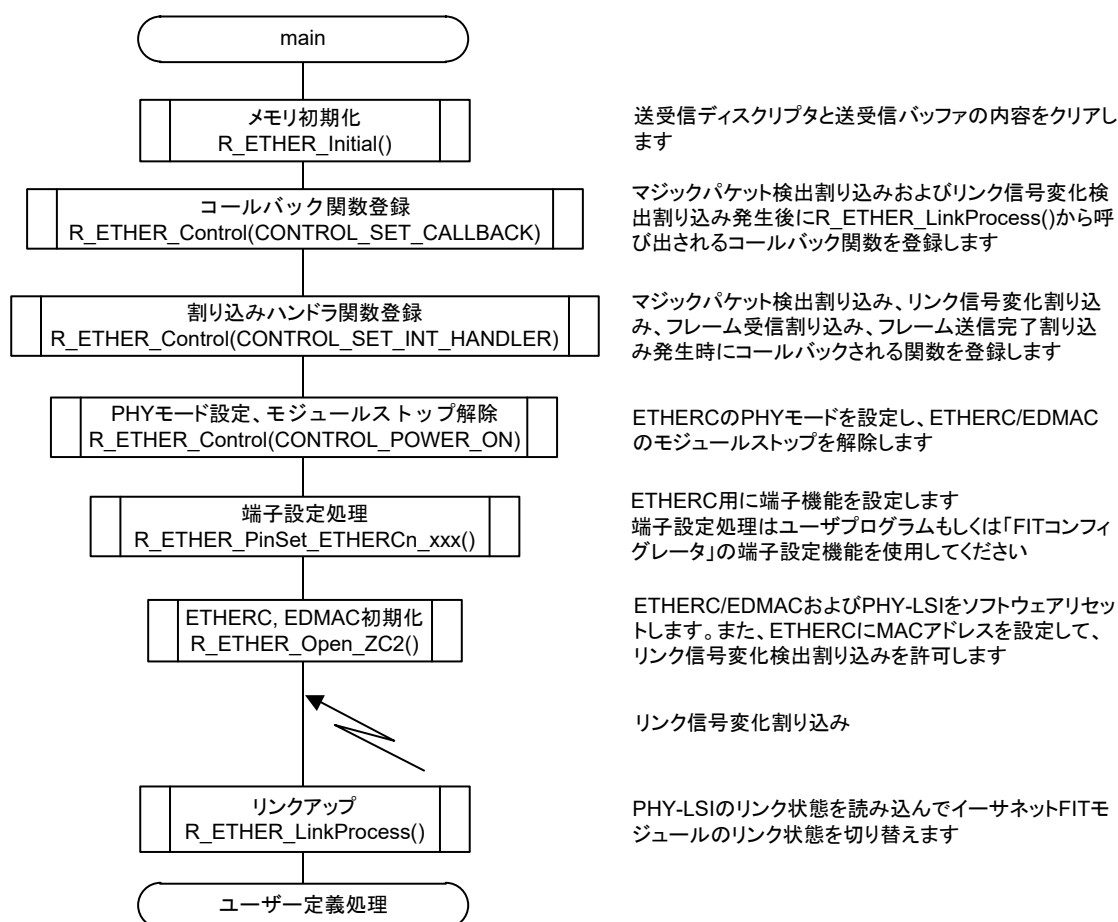 main
メモリ初期化
R_ETHER_Initial()
送受信ディスクリプタと送受信バッファの内容をクリアし
ます
コールバック関数登録
R_ETHER_Control(CONTROL_SET_CALLBACK)
マジックパケット検出割り込みおよびリンク信号変化検
出割り込み発生後にR_ETHER_LinkProcess()から呼
び出されるコールバック関数を登録します
割り込みハンドラ関数登録
R_ETHER_Control(CONTROL_SET_INT_HANDLER)
マジックパケット検出割り込み、リンク信号変化割り込
み、フレーム受信割り込み、フレーム送信完了割り込
み発生時にコールバックされる関数を登録します
PHYモード設定、モジュールストップ解除
R_ETHER_Control(CONTROL_POWER_ON)
ETHERCのPHYモードを設定し、ETHERC/EDMAC
のモジュールストップを解除します
端子設定処理
R_ETHER_PinSet_ETHERCn_xxx()
ETHERC用に端子機能を設定します
端子設定処理はユーザプログラムもしくは「FITコンフィ
グレータ」の端子設定機能を使用してください
ETHERC, EDMAC初期化
R_ETHER_Open_ZC2()
ETHERC/EDMACおよびPHY-LSIをソフトウェアリセッ
トします。また、ETHERCにMACアドレスを設定して、
リンク信号変化検出割り込みを許可します
リンク信号変化割り込み
リンクアップ
R_ETHER_LinkProcess()
PHY-LSIのリンク状態を読み込んでイーサネットFITモ
ジュールのリンク状態を切り替えます
ユーザー定義処理